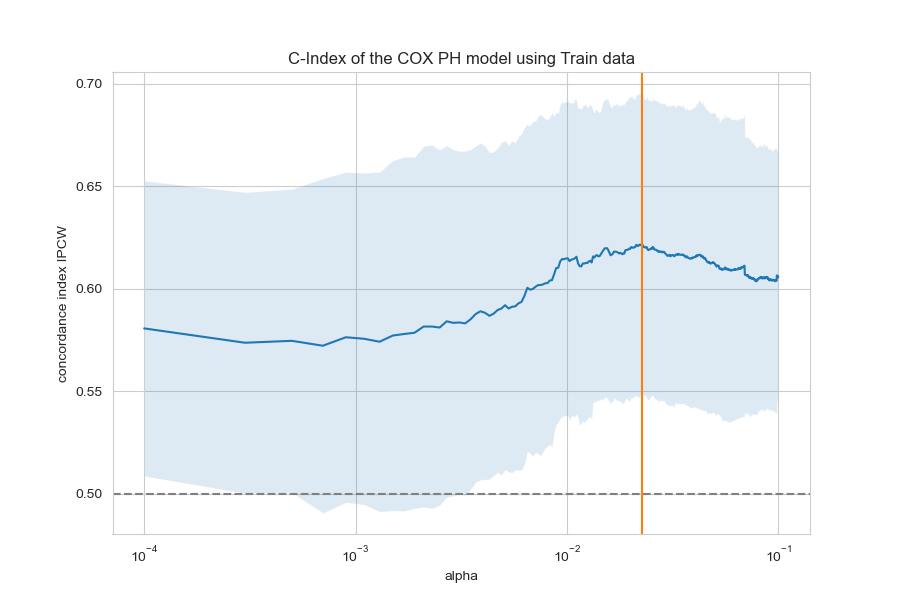 C-Index of the COX PH model using Train data
concordance index IPCW
0.70
0.65
0.60
0.55
0.50
10⁻⁴ 10⁻³ 10⁻² 10⁻¹
alpha